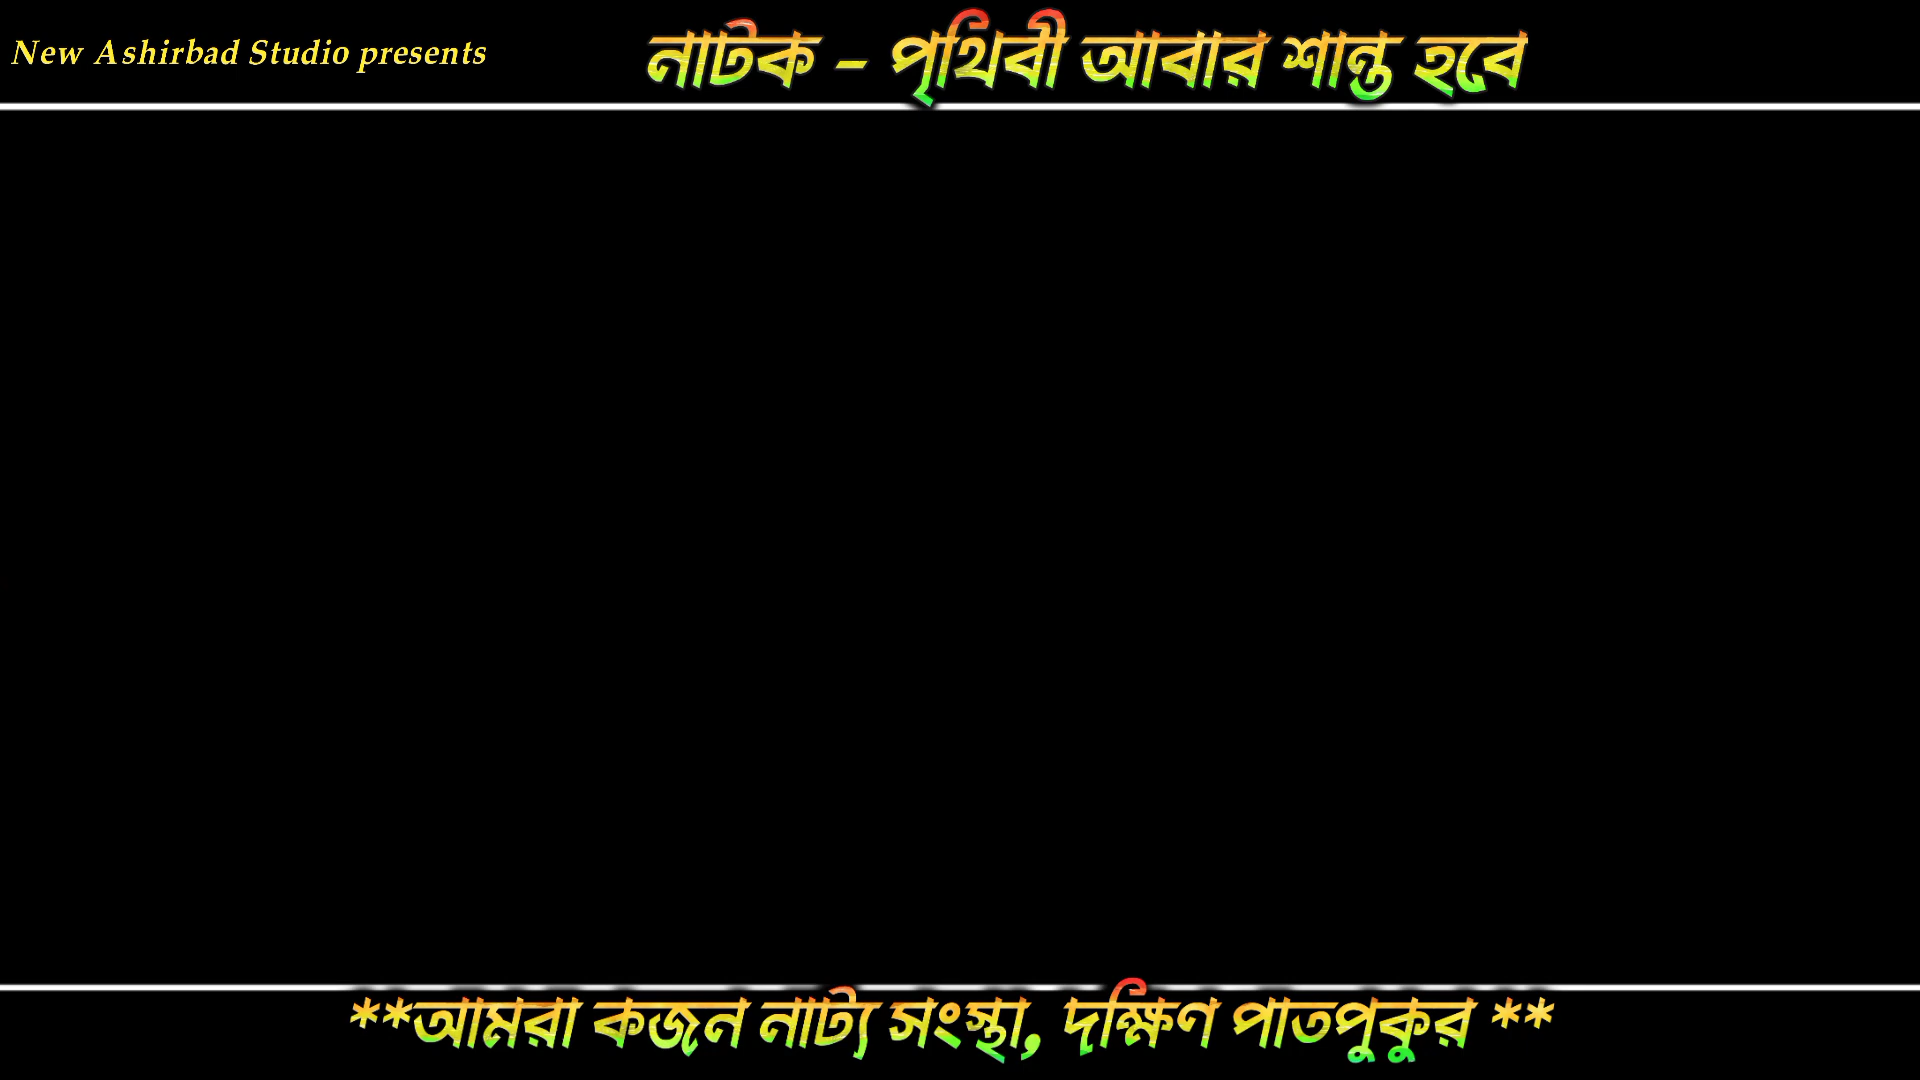 New Ashirbad Studio presents
নাটক – পৃথিবী আবার শান্ত হবে
**আমরা কজন নাট্য সংস্থা, দক্ষিণ পাতপুকুর **